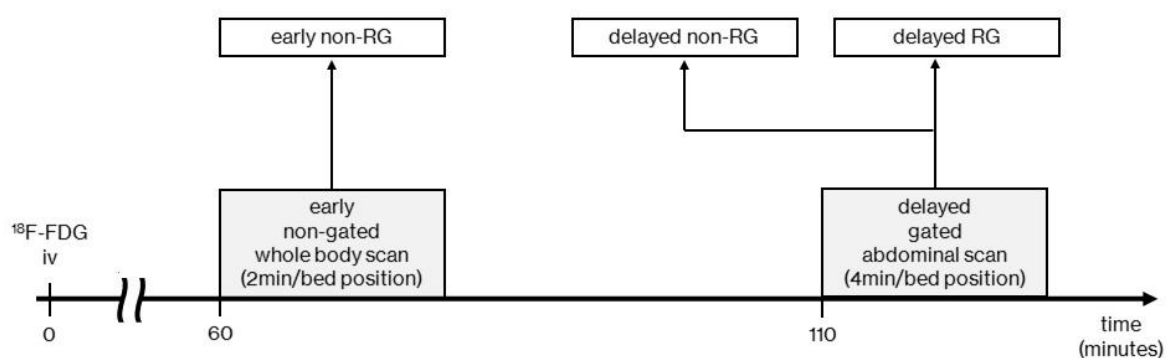 early non-RG
delayed non-RG
delayed RG
early
non-gated
whole body scan
(2min/bed position)
delayed
gated
abdominal scan
(4min/bed position)
¹⁸F-FDG
iv
0
60
110
time
(minutes)